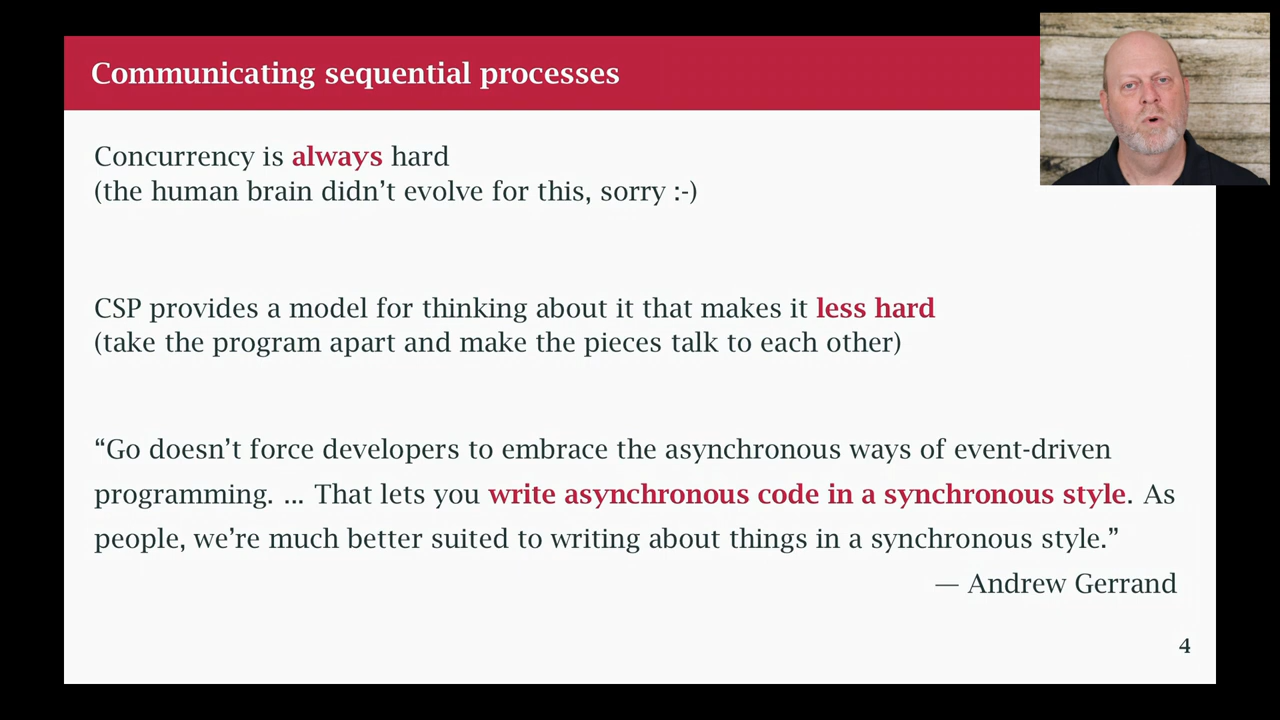 Communicating sequential processes
Concurrency is always hard
(the human brain didn’t evolve for this, sorry :-)
CSP provides a model for thinking about it that makes it less hard
(take the program apart and make the pieces talk to each other)
“Go doesn’t force developers to embrace the asynchronous ways of event-driven
programming. ... That lets you write asynchronous code in a synchronous style. As
people, we’re much better suited to writing about things in a synchronous style.”
— Andrew Gerrand
4